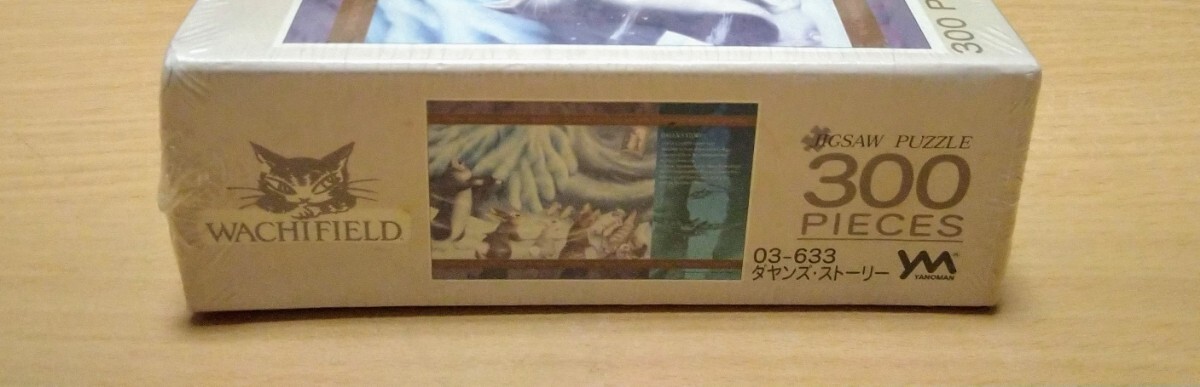 300 P
WACHIFIELD
JIGSAW PUZZLE
300
PIECES
03-633
ダヤンズ・ストーリー
YM
YANOMAN